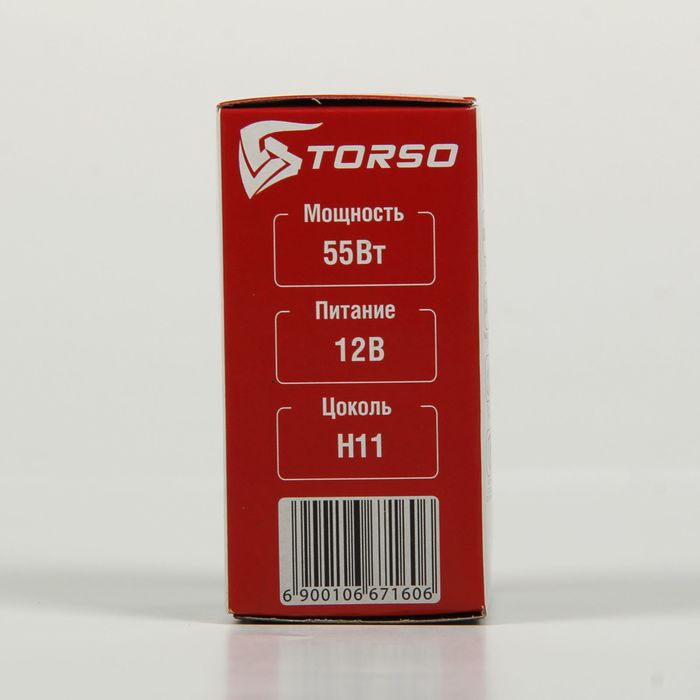 TORSO
Мощность
55Вт
Питание
12В
Цоколь
H11
6 900106 671606